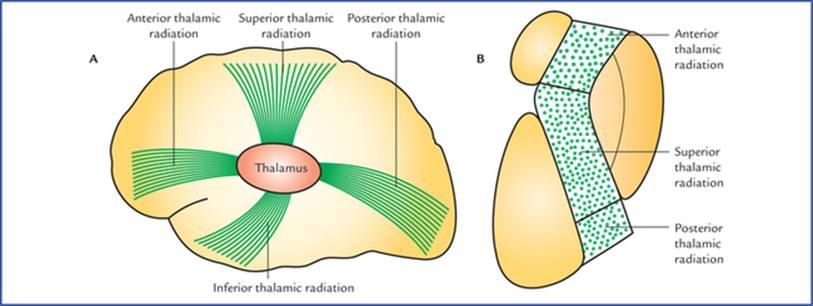 Anterior thalamic
radiation
Superior thalamic
radiation
Posterior thalamic
radiation
A
Thalamus
Inferior thalamic radiation
B
Anterior
thalamic
radiation
Superior
thalamic
radiation
Posterior
thalamic
radiation